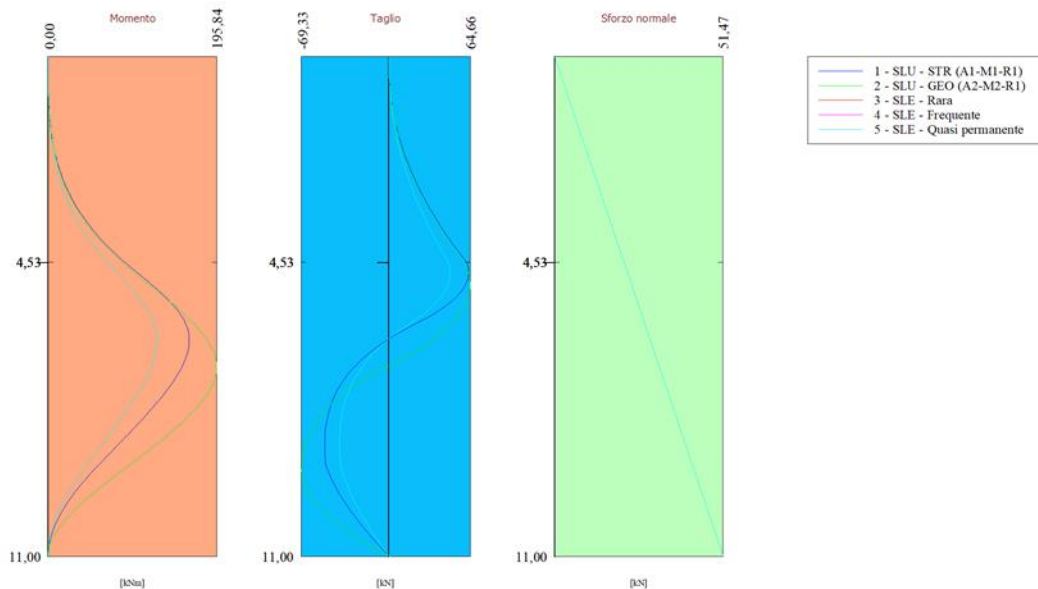 Momento
Taglio
Sforzo normale
0,00
195,84
-69,33
64,66
51,47
1 - SLU - STR (A1-M1-R1)
2 - SLU - GEO (A2-M2-R1)
3 - SLE - Rara
4 - SLE - Frequente
5 - SLE - Quasi permanente
4,53
4,53
4,53
11,00
11,00
11,00
[kNm]
[kN]
[kN]